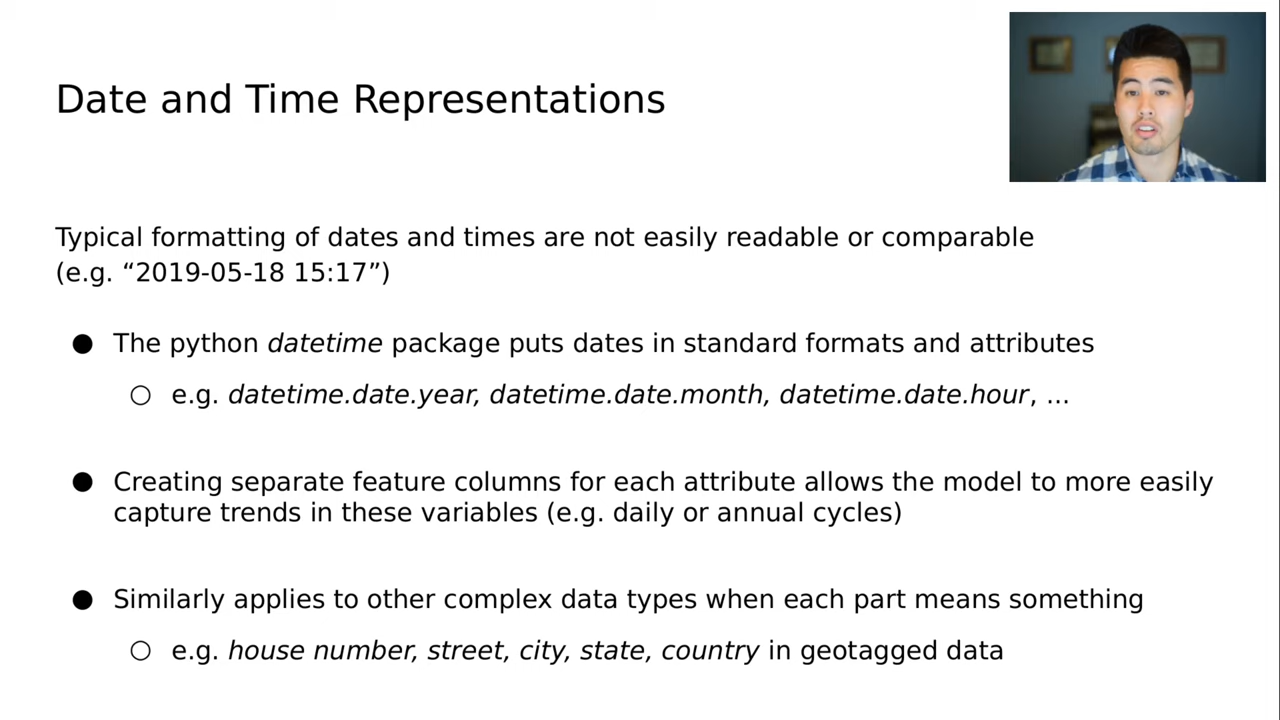 Date and Time Representations
Typical formatting of dates and times are not easily readable or comparable
(e.g. “2019-05-18 15:17”)
● The python datetime package puts dates in standard formats and attributes
○ e.g. datetime.date.year, datetime.date.month, datetime.date.hour, ...
● Creating separate feature columns for each attribute allows the model to more easily
capture trends in these variables (e.g. daily or annual cycles)
● Similarly applies to other complex data types when each part means something
○ e.g. house number, street, city, state, country in geotagged data